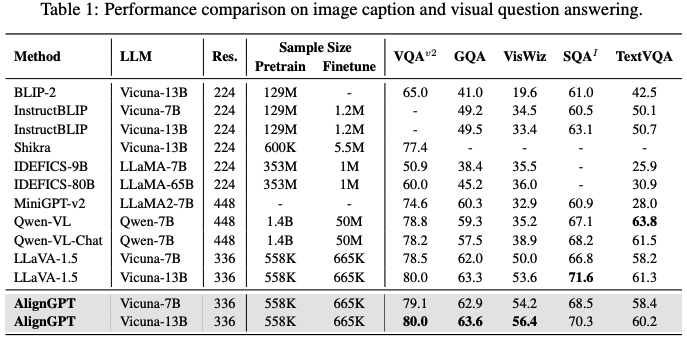 Table 1: Performance comparison on image caption and visual question answering.
Method LLM Res. Sample Size VQAv2 GQA VisWiz SQAI TextVQA
Pretrain Finetune
BLIP-2 Vicuna-13B 224 129M - 65.0 41.0 19.6 61.0 42.5
InstructBLIP Vicuna-7B 224 129M 1.2M - 49.2 34.5 60.5 50.1
InstructBLIP Vicuna-13B 224 129M 1.2M - 49.5 33.4 63.1 50.7
Shikra Vicuna-13B 224 600K 5.5M 77.4 - - - -
IDEFICS-9B LLaMA-7B 224 353M 1M 50.9 38.4 35.5 - 25.9
IDEFICS-80B LLaMA-65B 224 353M 1M 60.0 45.2 36.0 - 30.9
MiniGPT-v2 LLaMA2-7B 448 - - 74.6 60.3 32.9 60.9 28.0
Qwen-VL Qwen-7B 448 1.4B 50M 78.8 59.3 35.2 67.1 63.8
Qwen-VL-Chat Qwen-7B 448 1.4B 50M 78.2 57.5 38.9 68.2 61.5
LLaVA-1.5 Vicuna-7B 336 558K 665K 78.5 62.0 50.0 66.8 58.2
LLaVA-1.5 Vicuna-13B 336 558K 665K 80.0 63.3 53.6 71.6 61.3
AlignGPT Vicuna-7B 336 558K 665K 79.1 62.9 54.2 68.5 58.4
AlignGPT Vicuna-13B 336 558K 665K 80.0 63.6 56.4 70.3 60.2